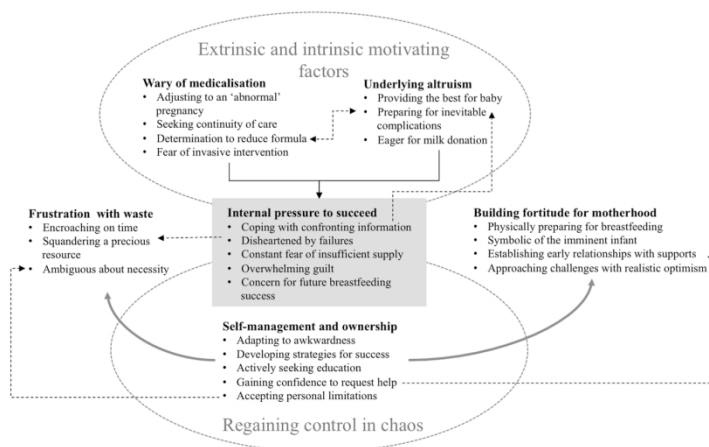 Extrinsic and intrinsic motivating
factors
Wary of medicalisation
• Adjusting to an ‘abnormal’
pregnancy
• Seeking continuity of care
• Determination to reduce formula
• Fear of invasive intervention
Underlying altruism
• Providing the best for baby
• Preparing for inevitable
complications
• Eager for milk donation
Frustration with waste
• Encroaching on time
• Squandering a precious
resource
• Ambiguous about necessity
Internal pressure to succeed
• Coping with confronting information
• Disheartened by failures
• Constant fear of insufficient supply
• Overwhelming guilt
• Concern for future breastfeeding
success
Building fortitude for motherhood
• Physically preparing for breastfeeding
• Symbolic of the imminent infant
• Establishing early relationships with supports
• Approaching challenges with realistic optimism
Self-management and ownership
• Adapting to awkwardness
• Developing strategies for success
• Actively seeking education
• Gaining confidence to request help
• Accepting personal limitations
Regaining control in chaos